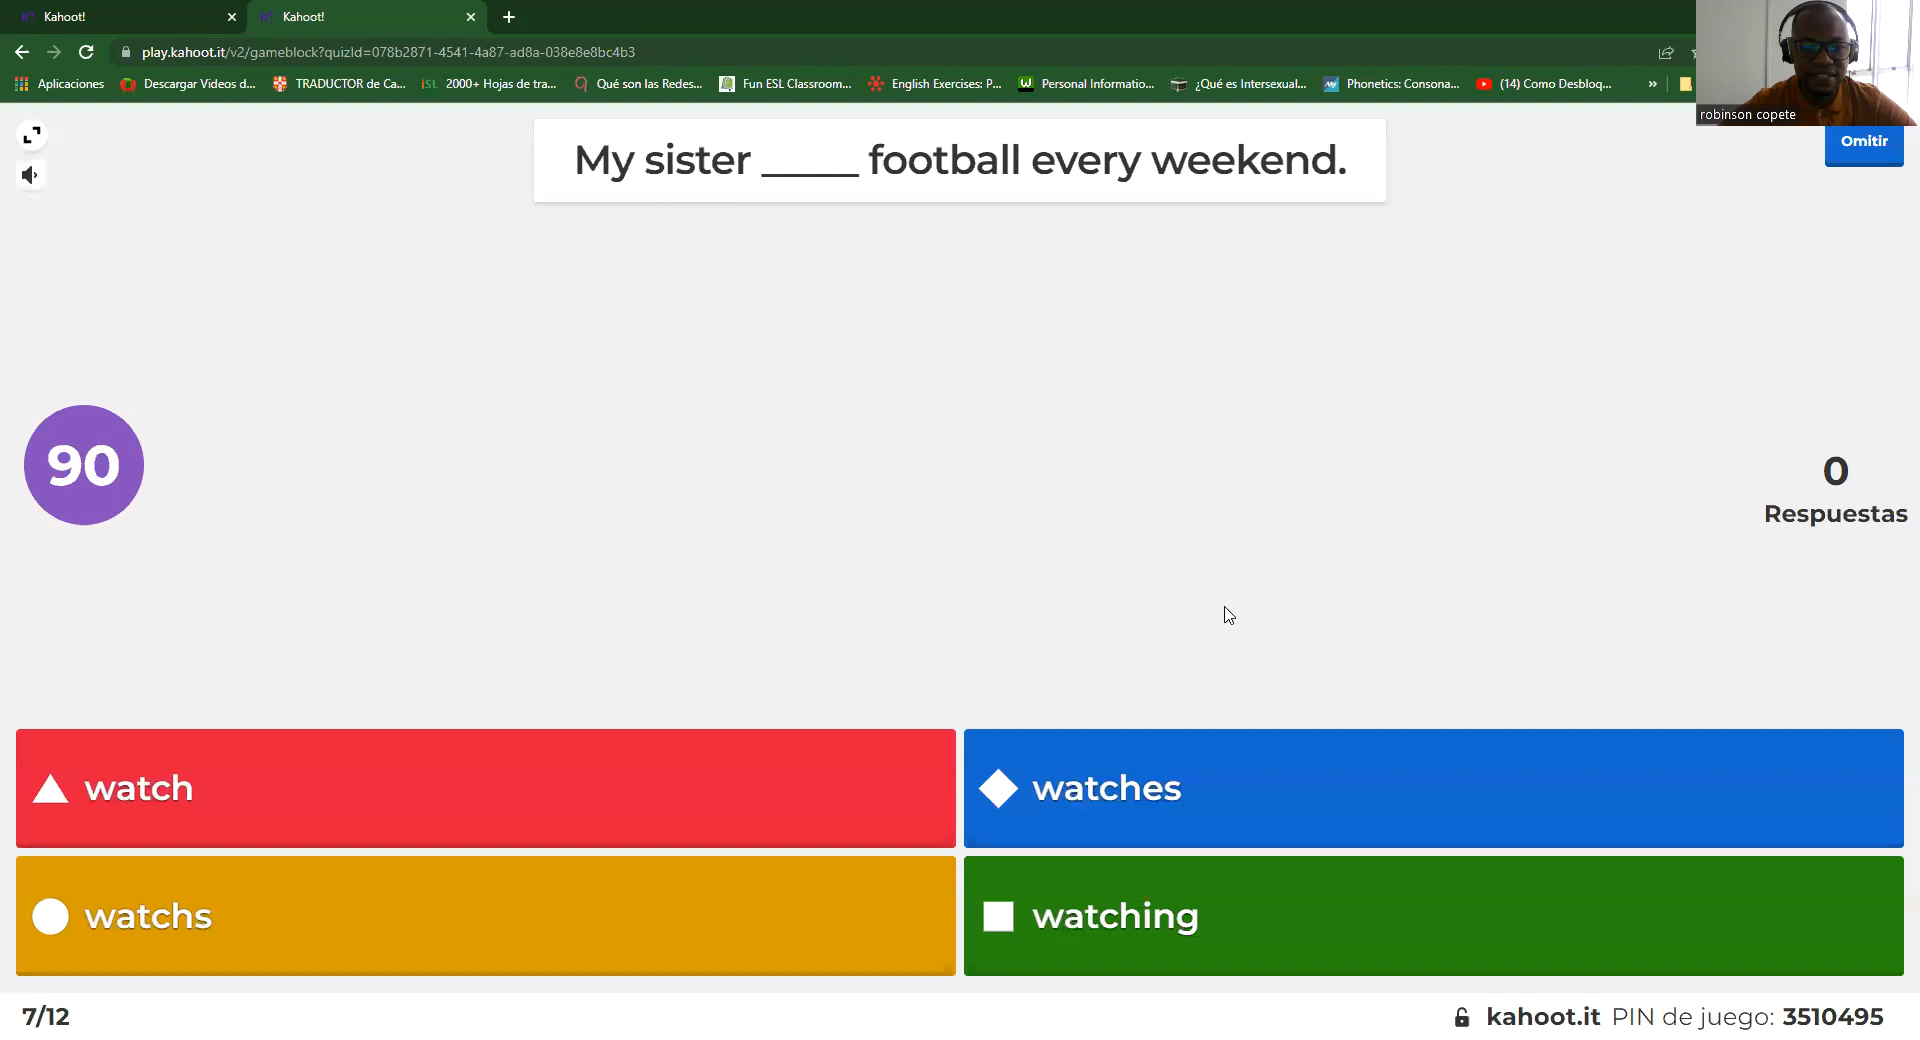 Kahoot!
Kahoot!
play.kahoot.it/v2/gameblock?quizId=078b2871-4541-4a87-ad8a-038e8e8bc4b3
Aplicaciones
Descargar Videos d...
TRADUCTOR de Ca...
iSL 2000+ Hojas de tra...
Qué son las Redes...
Fun ESL Classroom...
English Exercises: P...
Personal Informatio...
¿Qué es Intersexual...
Phonetics: Consona...
(14) Como Desbloq...
»
robinson copete
Omitir
My sister _____ football every weekend.
90
0
Respuestas
watch
watches
watchs
watching
7/12
kahoot.it PIN de juego: 3510495